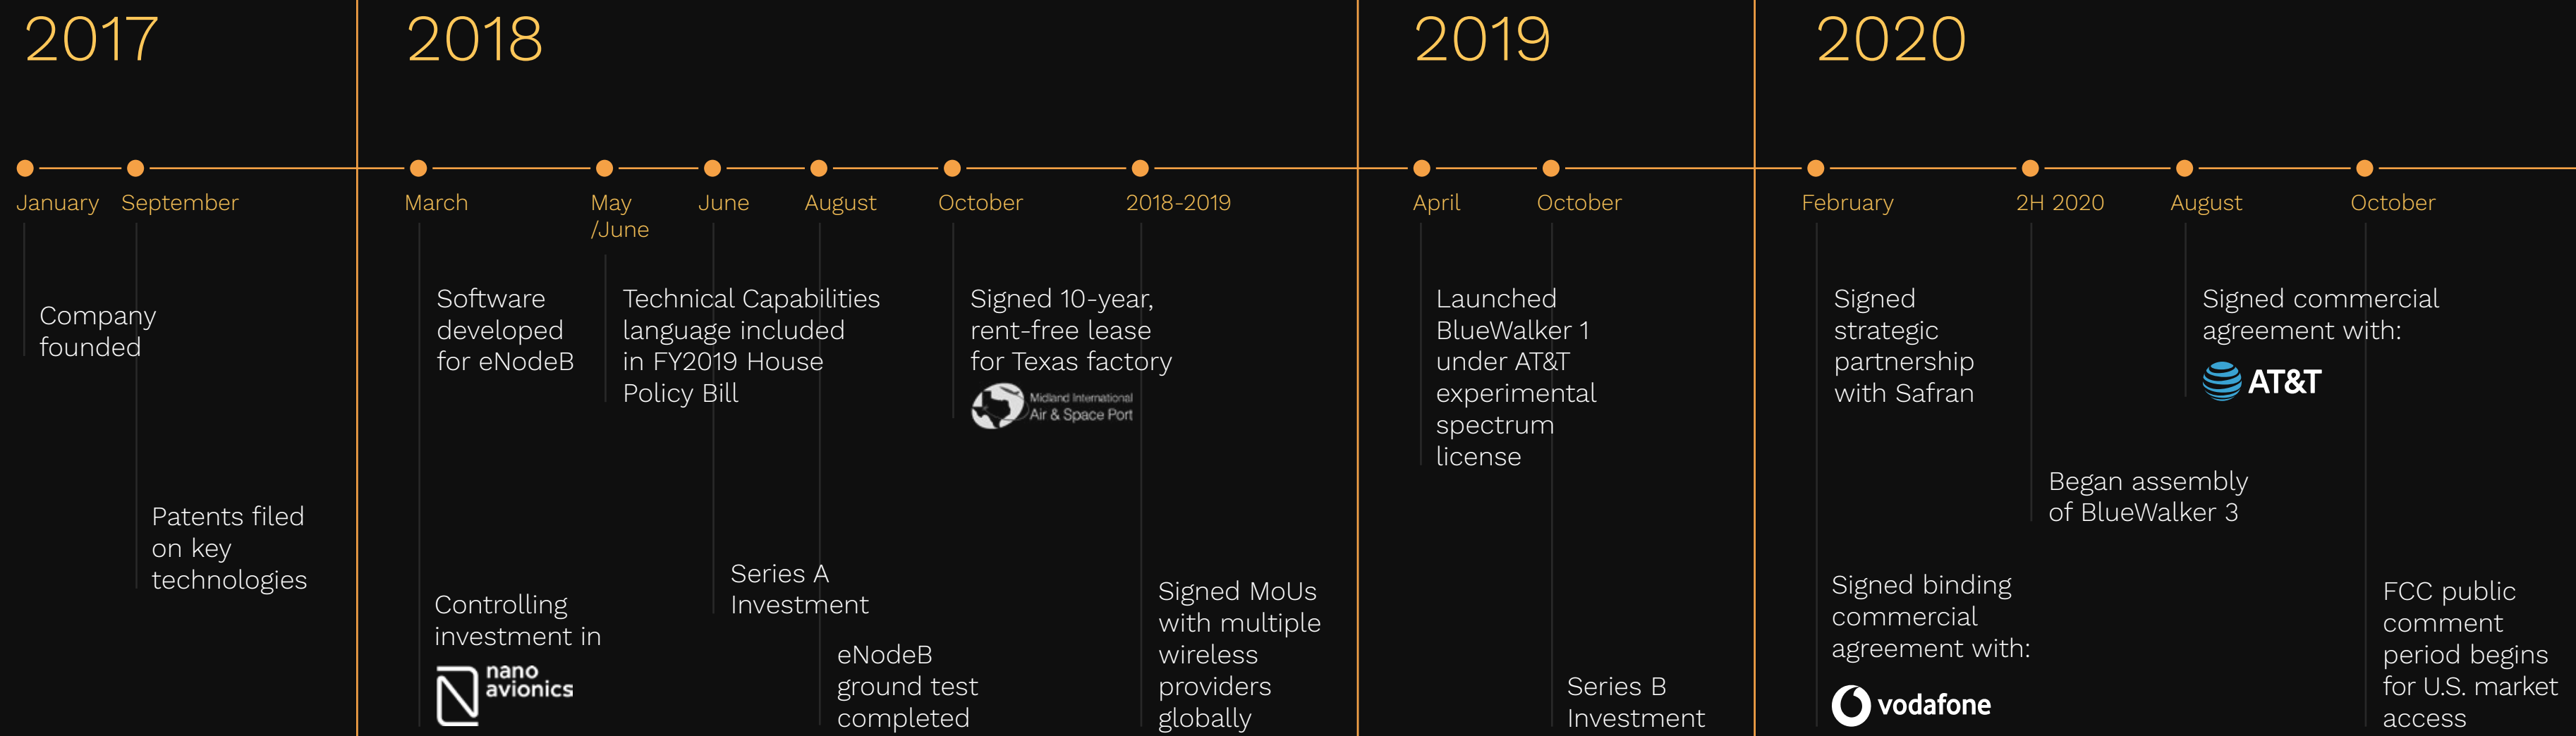 2017
January
Company
founded
September
Patents filed
on key
technologies
2018
March
Software
developed
for eNodeB
Controlling
investment in
nano
avionics
May
/June
Technical Capabilities
language included
in FY2019 House
Policy Bill
June
Series A
Investment
August
eNodeB
ground test
completed
October
Signed 10-year,
rent-free lease
for Texas factory
Midland International
Air & Space Port
2018-2019
Signed MoUs
with multiple
wireless
providers
globally
2019
April
Launched
BlueWalker 1
under AT&T
experimental
spectrum
license
October
Series B
Investment
2020
February
Signed
strategic
partnership
with Safran
Signed binding
commercial
agreement with:
vodafone
2H 2020
Began assembly
of BlueWalker 3
August
Signed commercial
agreement with:
AT&T
October
FCC public
comment
period begins
for U.S. market
access